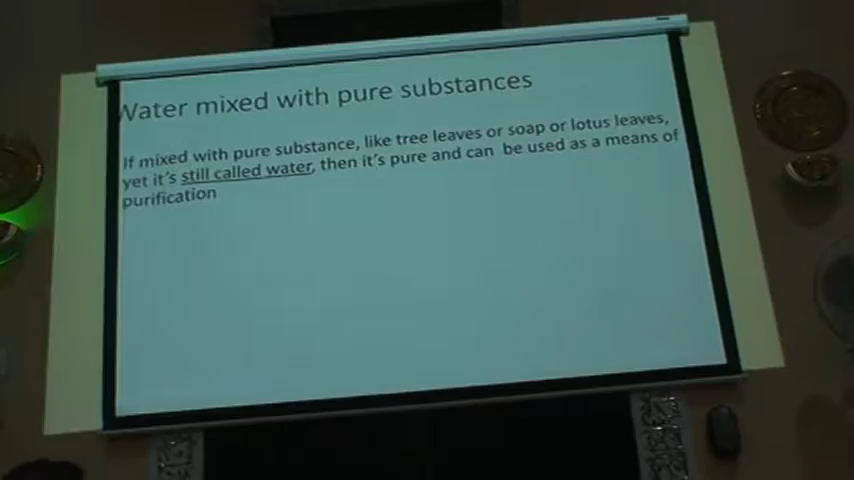 Water mixed with pure substances
If mixed with pure substance, like tree leaves or soap or lotus leaves,
yet it's still called water, then it's pure and can be used as a means of
purification